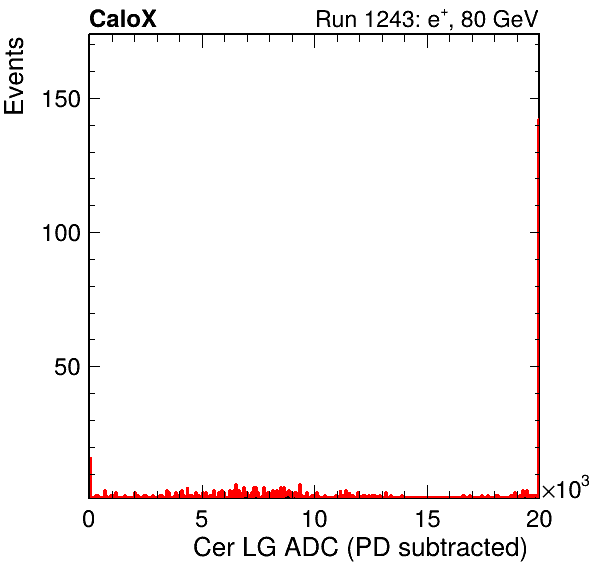 CaloX Run 1243: e⁺, 80 GeV
Events
150
100
50
0 5 10 15 20
×10³
Cer LG ADC (PD subtracted)